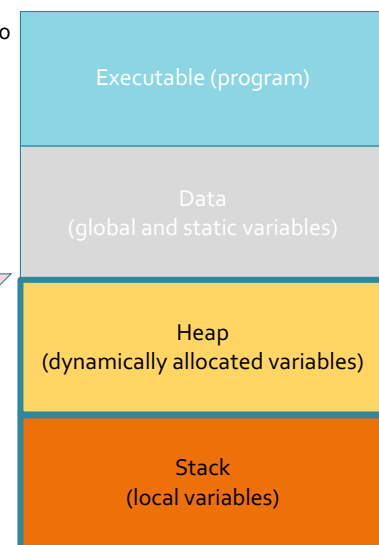 o
Executable (program)
Data
(global and static variables)
Heap
(dynamically allocated variables)
Stack
(local variables)